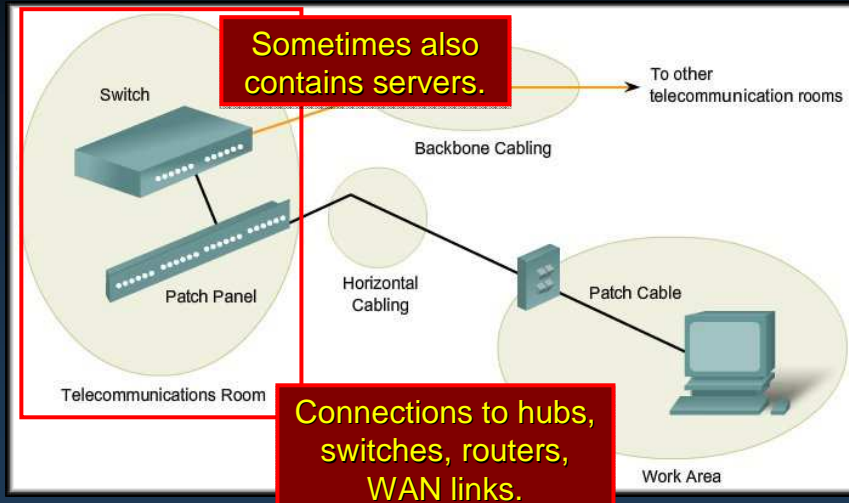 Sometimes also
contains servers.
Switch
To other
telecommunication rooms
Backbone Cabling
Patch Panel
Horizontal
Cabling
Patch Cable
Telecommunications Room
Connections to hubs,
switches, routers,
WAN links.
Work Area